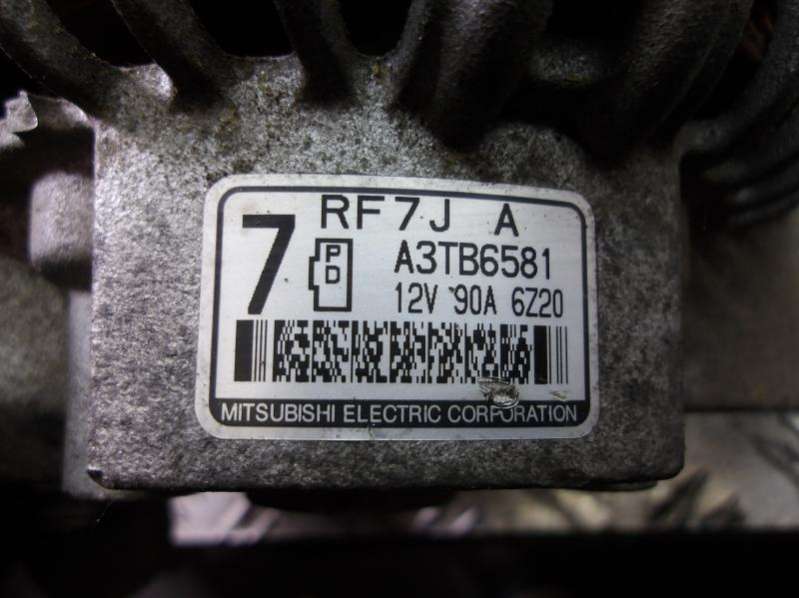 RF7J A
7
P
D
A3TB6581
12V 90A 6Z20
MITSUBISHI ELECTRIC CORPORATION